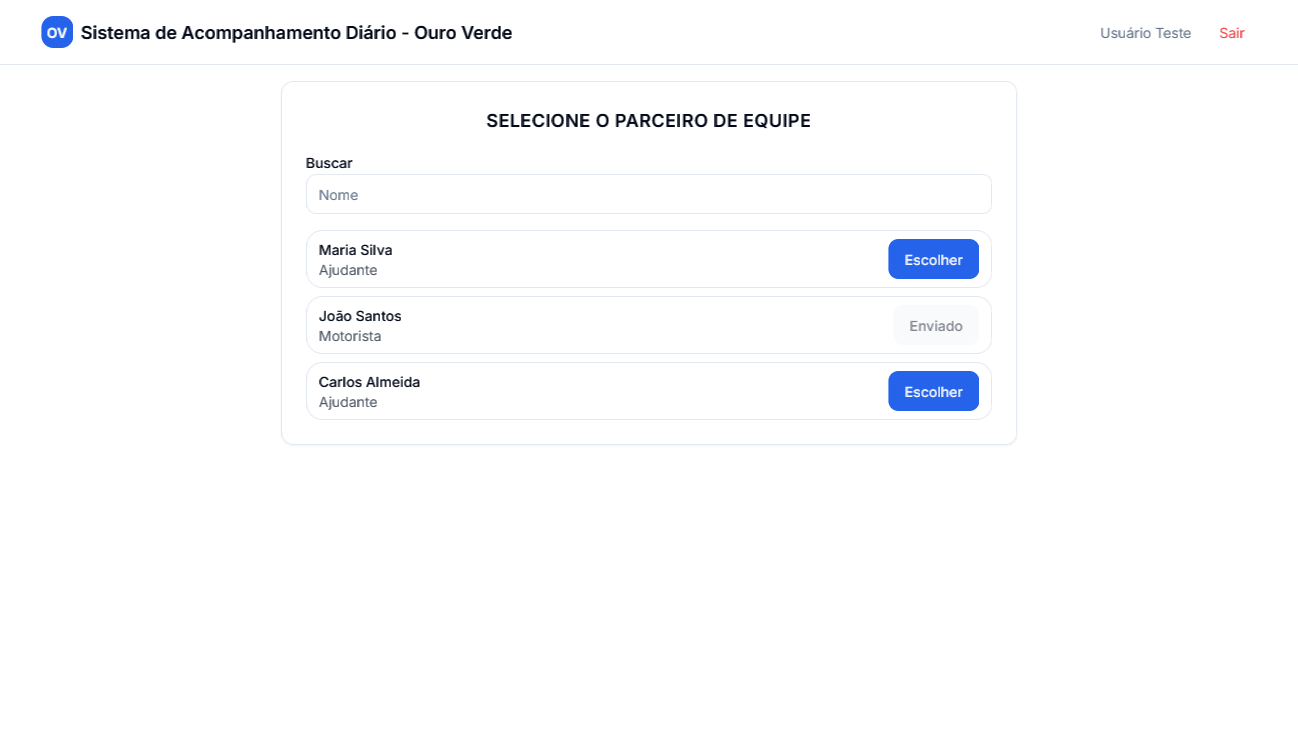 OV Sistema de Acompanhamento Diário - Ouro Verde Usuário Teste Sair
SELECIONE O PARCEIRO DE EQUIPE
Buscar
Nome
Maria Silva
Ajudante
Escolher
João Santos
Motorista
Enviado
Carlos Almeida
Ajudante
Escolher